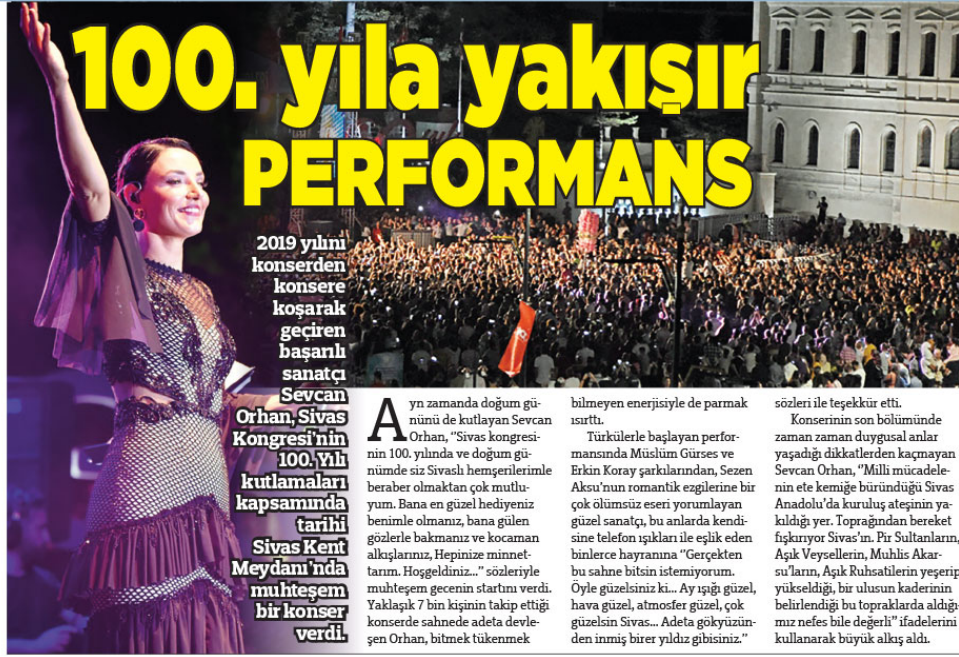 100. yıla yakışır
PERFORMANS
2019 yılını
konserden
konsere
koşarak
geçiren
başarılı
sanatçı
Sevcan
Orhan, Sivas
Kongresi'nin
100. Yılı
kutlamaları
kapsamında
tarihi
Sivas Kent
Meydanı'nda
muhteşem
bir konser
verdi.
Ayn zamanda doğum gü-
nünü de kutlayan Sevcan
Orhan, "Sivas kongresi-
nin 100. yılında ve doğum gü-
nümde siz Sivaslı hemşerilerimle
beraber olmaktan çok mutlu-
yum. Bana en güzel hediyeniz
benimle olmanız, bana gülen
gözlerle bakmanız ve kocaman
alkışlarınız, Hepinize minnet-
tarım. Hoşgeldiniz..." sözleriyle
muhteşem gecenin startını verdi.
Yaklaşık 7 bin kişinin takip ettiği
konserde sahnede adeta devle-
şen Orhan, bitmek tükenmek
bilmeyen enerjisiyle de parmak
ısırttı.
Türkülerle başlayan perfor-
mansında Müslüm Gürses ve
Erkin Koray şarkılarından, Sezen
Aksu'nun romantik ezgilerine bir
çok ölümsüz eseri yorumlayan
güzel sanatçı, bu anlarda kendi-
sine telefon ışıkları ile eşlik eden
binlerce hayranına "Gerçekten
bu sahne bitsin istemiyorum.
Öyle güzelsiniz ki... Ay ışığı güzel,
hava güzel, atmosfer güzel, çok
güzelsin Sivas... Adeta gökyüzün-
den inmiş birer yıldız gibisiniz."
sözleri ile teşekkür etti.
Konserinin son bölümünde
zaman zaman duygusal anlar
yaşadığı dikkatlerden kaçmayan
Sevcan Orhan, "Milli mücadele-
nin ete kemiğe büründüğü Sivas
Anadolu'da kuruluş ateşinin ya-
kıldığı yer. Toprağından bereket
fışkırıyor Sivas'ın. Pir Sultanların,
Aşık Veysellerin, Muhlis Akar-
su'ların, Aşık Ruhsatilerin yeşerip
yükseldiği, bir ulusun kaderinin
belirlendiği bu topraklarda aldığı-
mız nefes bile değerli" ifadelerini
kullanarak büyük alkış aldı.